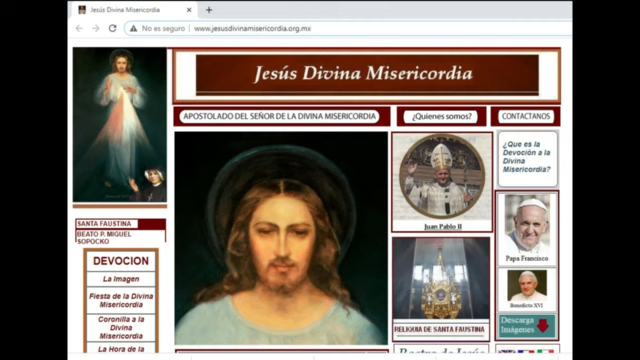 Jesús Divina Misericordia
No es seguro | www.jesusdivinamisericordia.org.mx
Jesús Divina Misericordia
APOSTOLADO DEL SEÑOR DE LA DIVINA MISERICORDIA
¿Quienes somos?
CONTACTANOS
SANTA FAUSTINA
BEATO P. MIGUEL
SOPOCKO
DEVOCION
La Imagen
Fiesta de la Divina
Misericordia
Coronilla a la
Divina
Misericordia
La Hora de la
Juan Pablo II
RELIQUIA DE SANTA FAUSTINA
Rostro de Jesús
¿Que es la
Devoción a la
Divina
Misericordia?
Papa Francisco
Benedicto XVI
Descarga
Imágenes